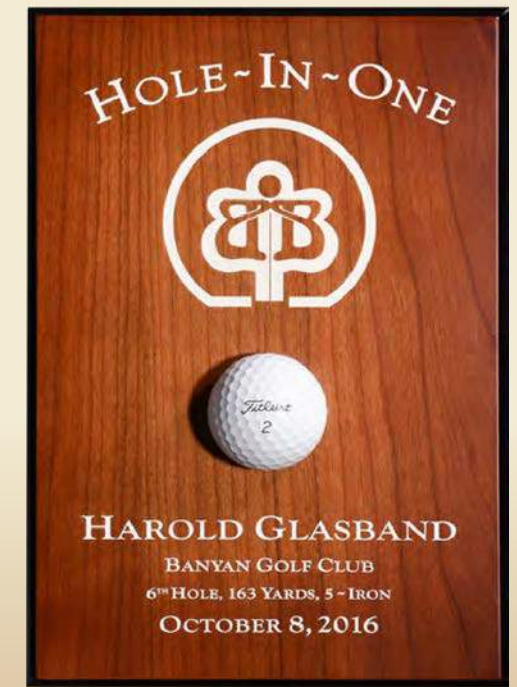 HOLE~IN~ONE
Titleist
2
HAROLD GLASBAND
BANYAN GOLF CLUB
6TH HOLE, 163 YARDS, 5~IRON
OCTOBER 8, 2016